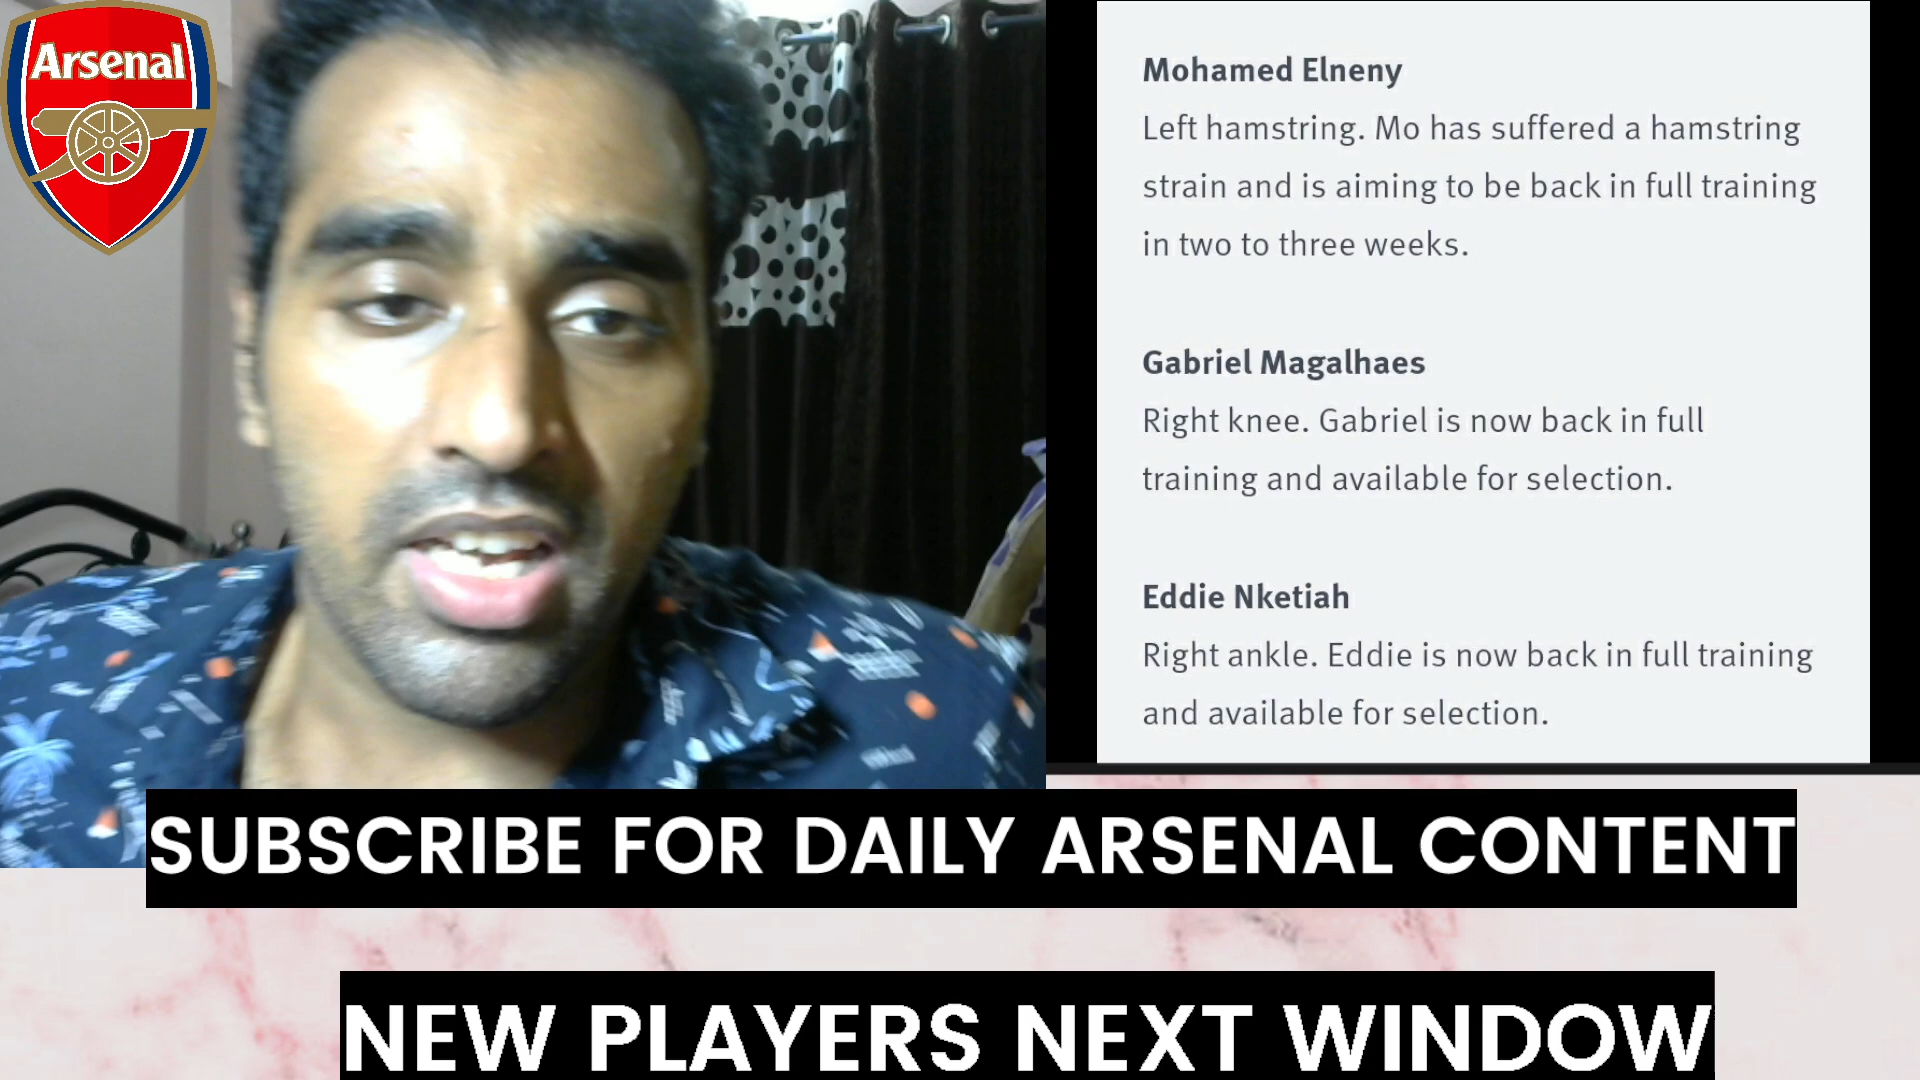 Arsenal
Mohamed Elneny
Left hamstring. Mo has suffered a hamstring
strain and is aiming to be back in full training
in two to three weeks.
Gabriel Magalhaes
Right knee. Gabriel is now back in full
training and available for selection.
Eddie Nketiah
Right ankle. Eddie is now back in full training
and available for selection.
SUBSCRIBE FOR DAILY ARSENAL CONTENT
NEW PLAYERS NEXT WINDOW